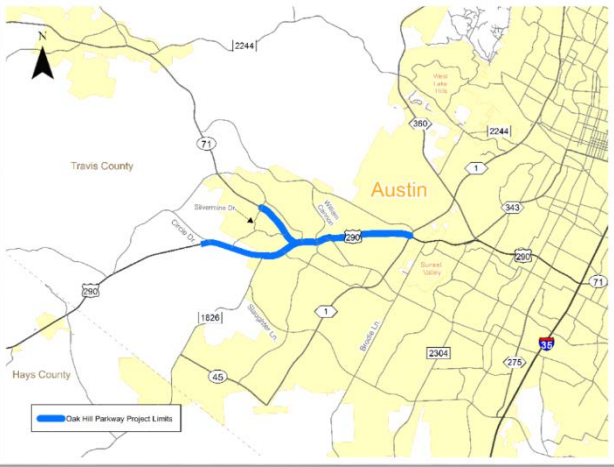 N
2244
West
Lake
Hills
360
2244
71
Travis County
1
Austin
343
Silvermine Dr.
William
Cannon
Circle Dr.
290
290
Sunset
Valley
71
290
1826
Slaughter Ln.
1
Brodie Ln.
35
2304
275
Hays County
45
Oak Hill Parkway Project Limits